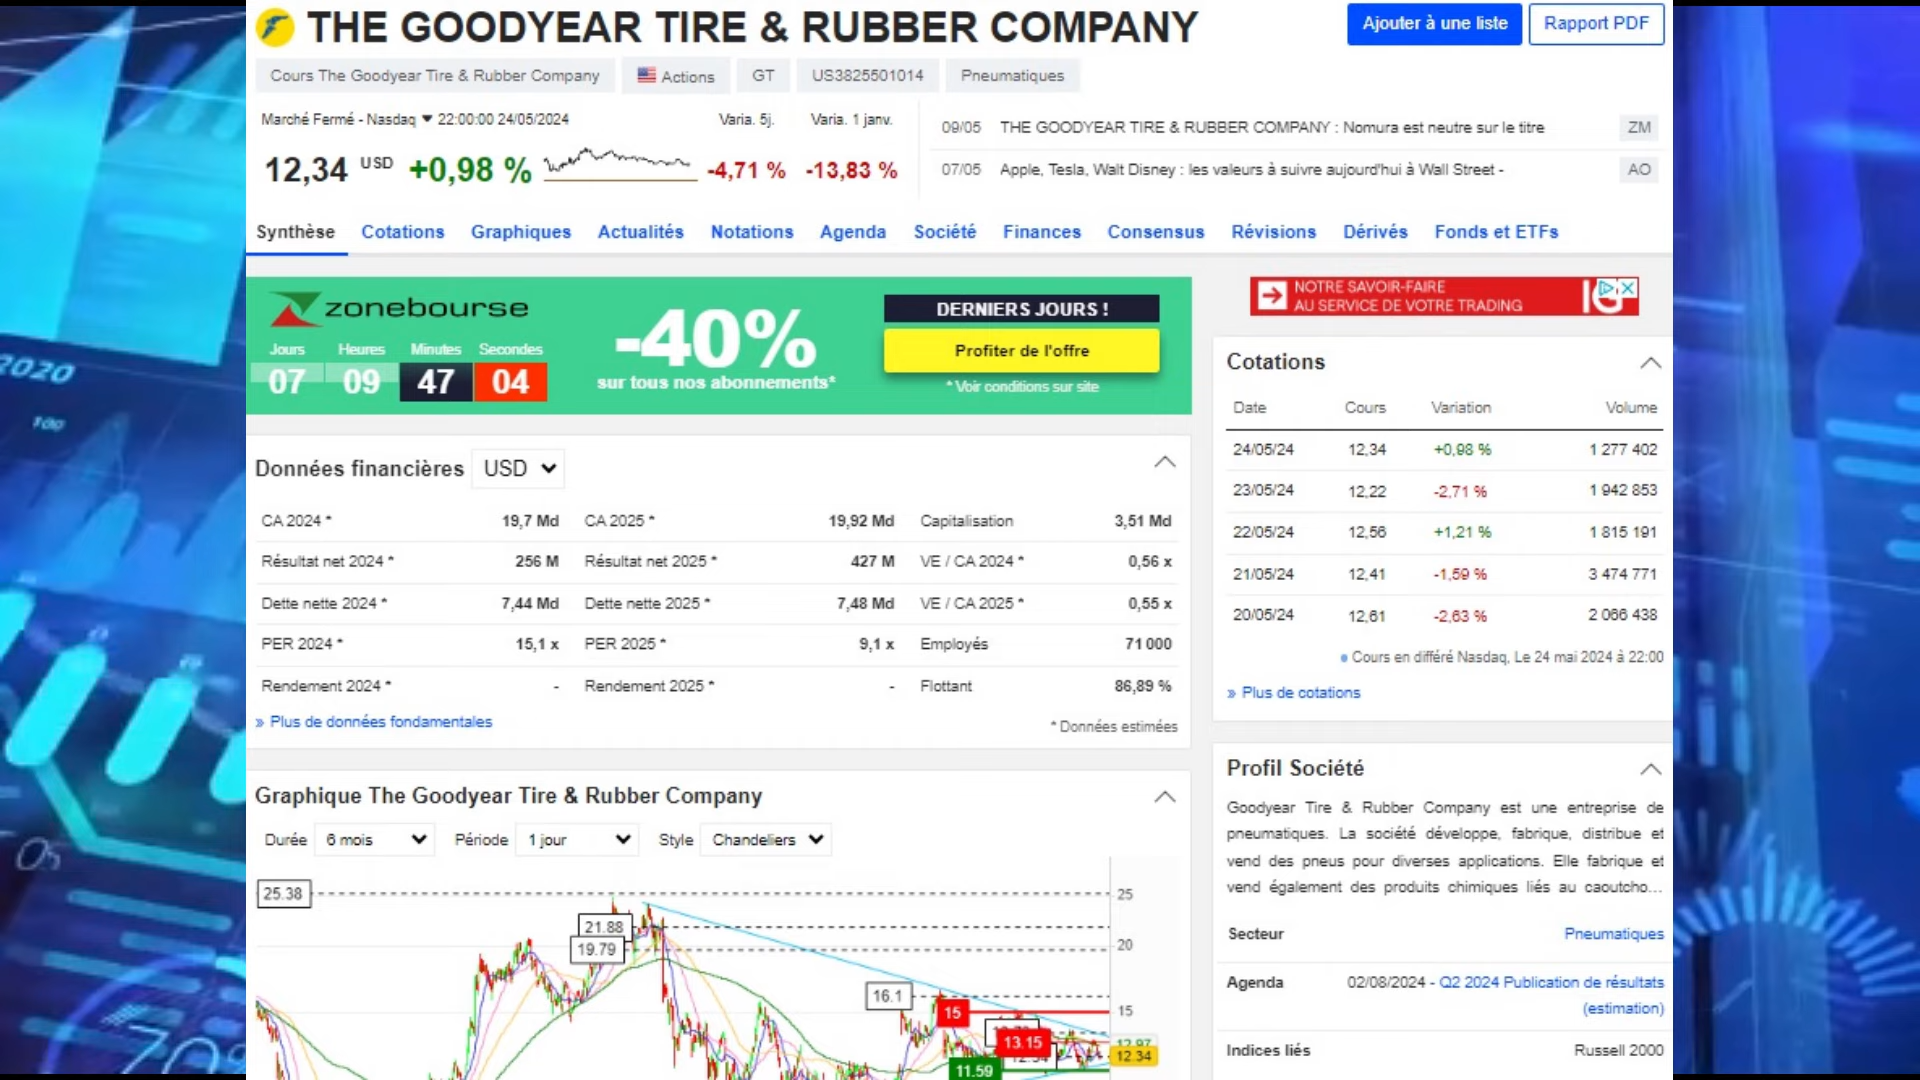 THE GOODYEAR TIRE & RUBBER COMPANY
Ajouter à une liste
Rapport PDF
Cours The Goodyear Tire & Rubber Company
Actions
GT
US3825501014
Pneumatiques
Marché Fermé - Nasdaq 22:00:00 24/05/2024
Varia. 5j.
Varia. 1 janv.
12,34 USD +0,98 %
-4,71 %
-13,83 %
09/05 THE GOODYEAR TIRE & RUBBER COMPANY : Nomura est neutre sur le titre ZM
07/05 Apple, Tesla, Walt Disney : les valeurs à suivre aujourd'hui à Wall Street - AO
Synthèse Cotations Graphiques Actualités Notations Agenda Société Finances Consensus Révisions Dérivés Fonds et ETFs
zonebourse
Jours Heures Minutes Secondes
07 09 47 04
-40%
sur tous nos abonnements*
DERNIERS JOURS !
Profiter de l'offre
* Voir conditions sur site
NOTRE SAVOIR-FAIRE
AU SERVICE DE VOTRE TRADING
IG
Données financières USD
CA 2024 * 19,7 Md CA 2025 * 19,92 Md Capitalisation 3,51 Md
Résultat net 2024 * 256 M Résultat net 2025 * 427 M VE / CA 2024 * 0,56 x
Dette nette 2024 * 7,44 Md Dette nette 2025 * 7,48 Md VE / CA 2025 * 0,55 x
PER 2024 * 15,1 x PER 2025 * 9,1 x Employés 71 000
Rendement 2024 * - Rendement 2025 * - Flottant 86,89 %
» Plus de données fondamentales
* Données estimées
Cotations
Date Cours Variation Volume
24/05/24 12,34 +0,98 % 1 277 402
23/05/24 12,22 -2,71 % 1 942 853
22/05/24 12,56 +1,21 % 1 815 191
21/05/24 12,41 -1,59 % 3 474 771
20/05/24 12,61 -2,63 % 2 066 438
Cours en différé Nasdaq, Le 24 mai 2024 à 22:00
» Plus de cotations
Graphique The Goodyear Tire & Rubber Company
Durée 6 mois Période 1 jour Style Chandeliers
25.38
25
21.88
19.79
20
16.1
15
15
13.15
12.97
12.34
11.59
Profil Société
Goodyear Tire & Rubber Company est une entreprise de
pneumatiques. La société développe, fabrique, distribue et
vend des pneus pour diverses applications. Elle fabrique et
vend également des produits chimiques liés au caoutcho...
Secteur Pneumatiques
Agenda 02/08/2024 - Q2 2024 Publication de résultats
(estimation)
Indices liés Russell 2000
2020
100
70%